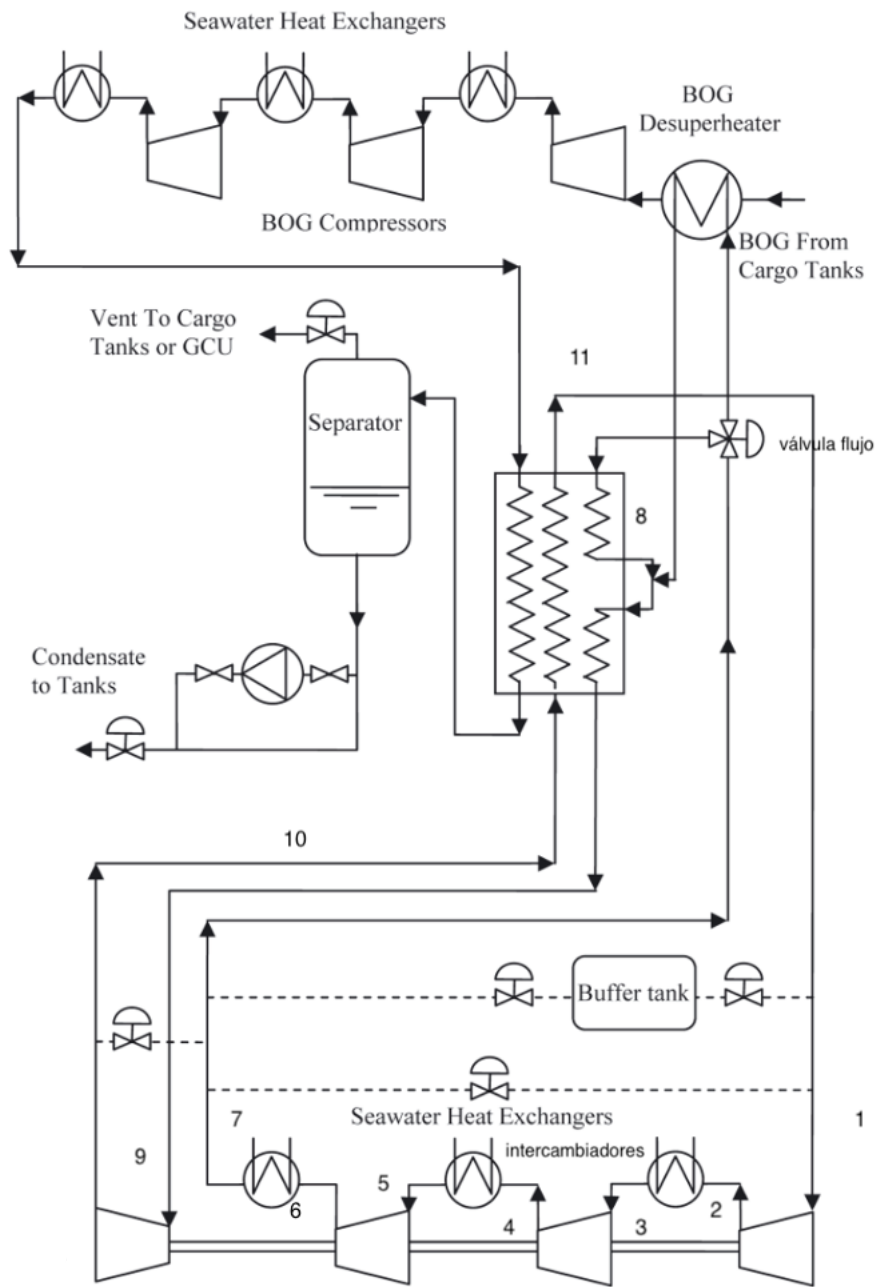 Seawater Heat Exchangers
BOG
Desuperheater
BOG Compressors
BOG From
Cargo Tanks
Vent To Cargo
Tanks or GCU
11
Separator
válvula flujo
8
Condensate
to Tanks
10
Buffer tank
Seawater Heat Exchangers
7
1
9
intercambiadores
5
6
4
3
2